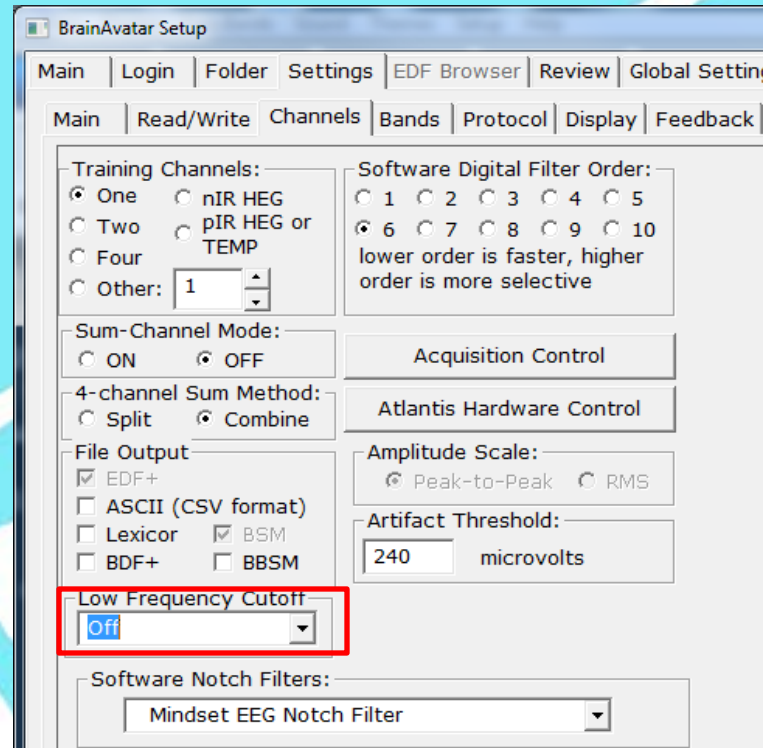 BrainAvatar Setup
Main Login Folder Settings EDF Browser Review Global Setting
Main Read/Write Channels Bands Protocol Display Feedback
Training Channels:
One nIR HEG
Two pIR HEG or TEMP
Four
Other: 1
Software Digital Filter Order:
1 2 3 4 5
6 7 8 9 10
lower order is faster, higher
order is more selective
Sum-Channel Mode:
ON OFF
Acquisition Control
4-channel Sum Method:
Split Combine
Atlantis Hardware Control
File Output
EDF+
ASCII (CSV format)
Lexicor BSM
BDF+ BBSM
Amplitude Scale:
Peak-to-Peak RMS
Artifact Threshold:
240 microvolts
Low Frequency Cutoff
Off
Software Notch Filters:
Mindset EEG Notch Filter